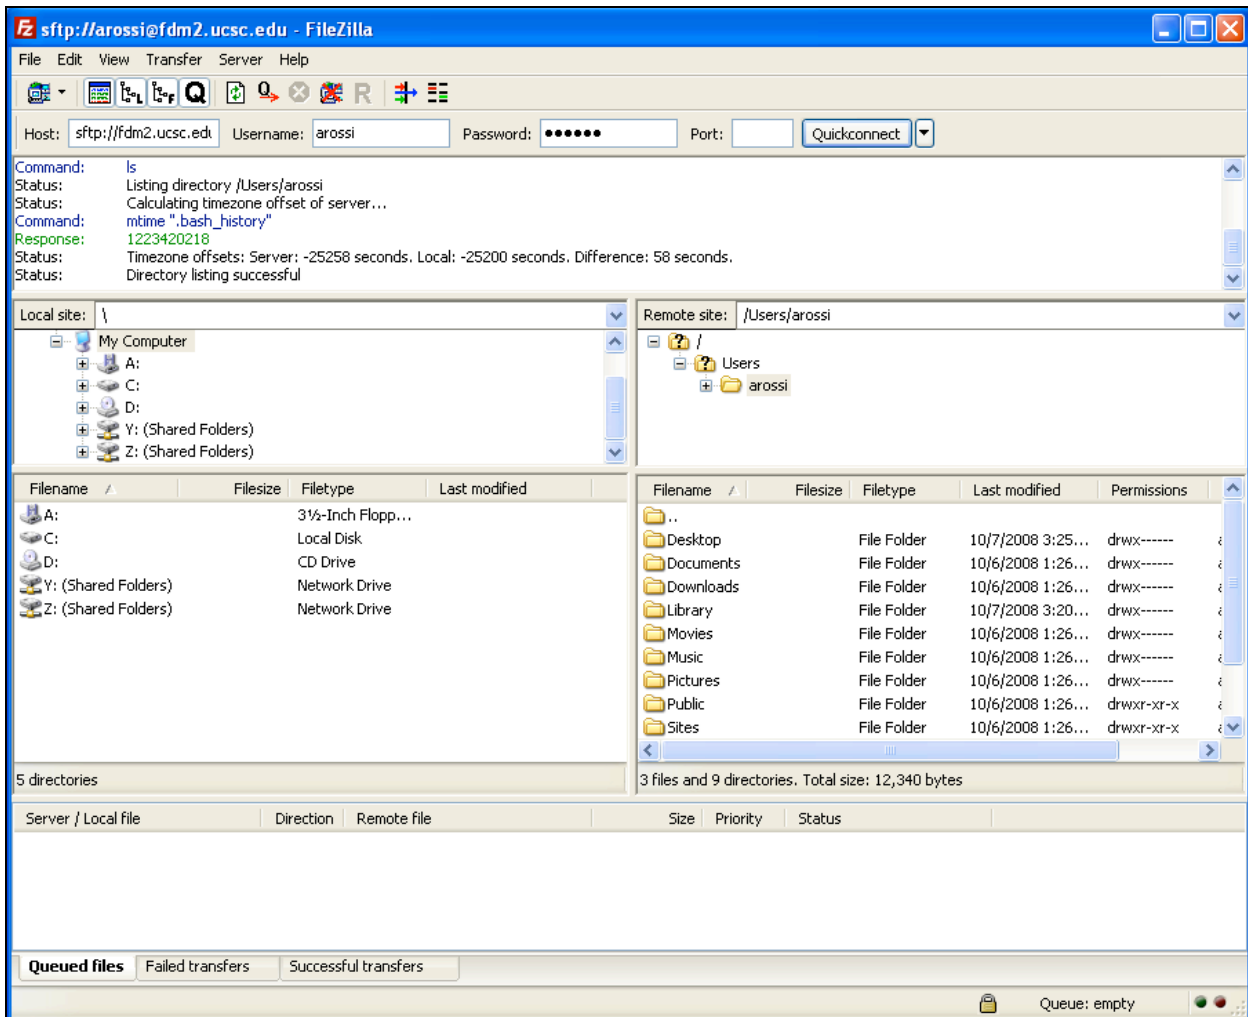 sftp://arossi@fdm2.ucsc.edu - FileZilla
File Edit View Transfer Server Help
Host: sftp://fdm2.ucsc.edu Username: arossi Password: ●●●●●● Port: Quickconnect
Command: ls
Status: Listing directory /Users/arossi
Status: Calculating timezone offset of server...
Command: mtime ".bash_history"
Response: 1223420218
Status: Timezone offsets: Server: -25258 seconds. Local: -25200 seconds. Difference: 58 seconds.
Status: Directory listing successful
Local site: \
My Computer
A:
C:
D:
Y: (Shared Folders)
Z: (Shared Folders)
Remote site: /Users/arossi
/
Users
arossi
Filename Filesize Filetype Last modified
A: 3½-Inch Flopp...
C: Local Disk
D: CD Drive
Y: (Shared Folders) Network Drive
Z: (Shared Folders) Network Drive
5 directories
Filename Filesize Filetype Last modified Permissions
..
Desktop File Folder 10/7/2008 3:25... drwx------
Documents File Folder 10/6/2008 1:26... drwx------
Downloads File Folder 10/6/2008 1:26... drwx------
Library File Folder 10/7/2008 3:20... drwx------
Movies File Folder 10/6/2008 1:26... drwx------
Music File Folder 10/6/2008 1:26... drwx------
Pictures File Folder 10/6/2008 1:26... drwx------
Public File Folder 10/6/2008 1:26... drwxr-xr-x
Sites File Folder 10/6/2008 1:26... drwxr-xr-x
3 files and 9 directories. Total size: 12,340 bytes
Server / Local file Direction Remote file Size Priority Status
Queued files Failed transfers Successful transfers
Queue: empty